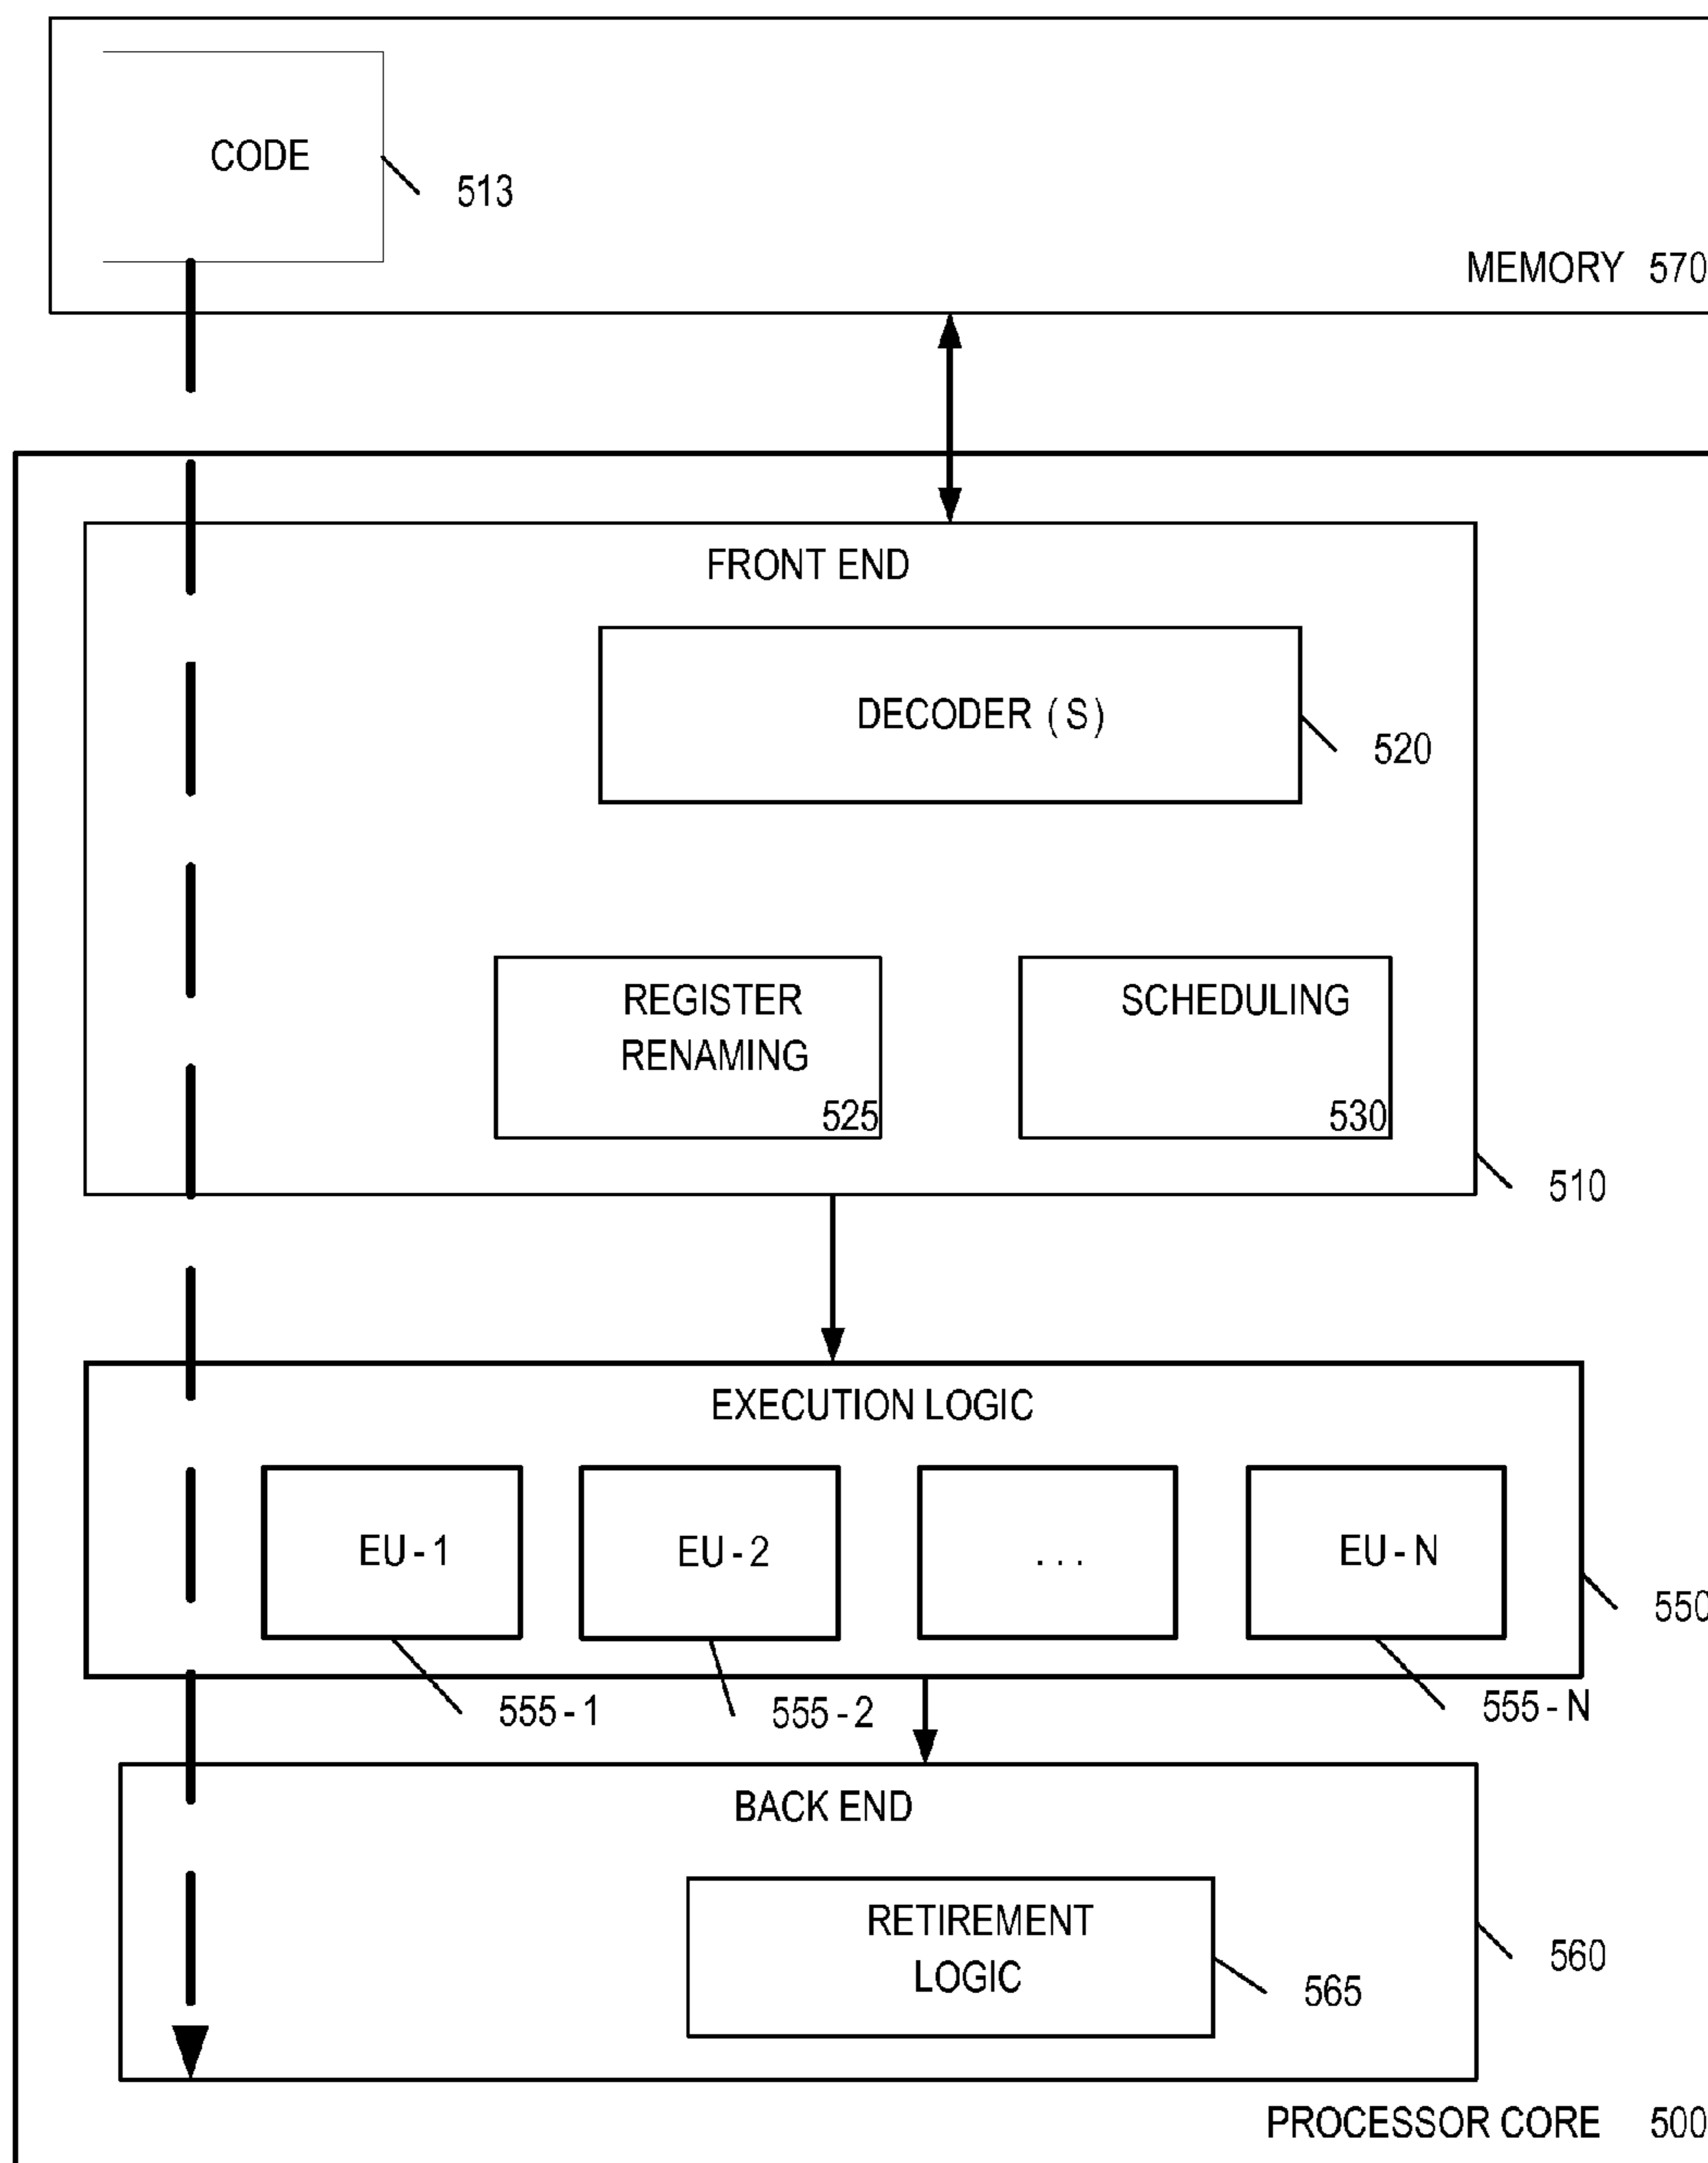 CODE
513
MEMORY 570
FRONT END
DECODER (S)
520
REGISTER
RENAMING
525
SCHEDULING
530
510
EXECUTION LOGIC
EU-1
EU-2
...
EU-N
550
555-1
555-2
555-N
BACK END
RETIREMENT
LOGIC
565
560
PROCESSOR CORE 500